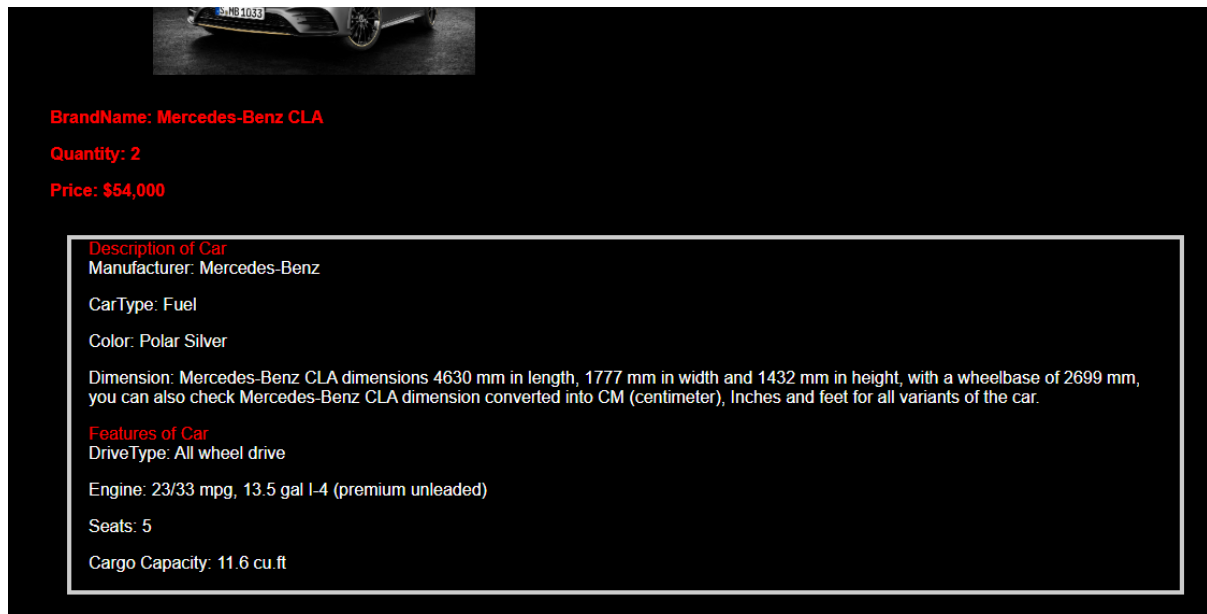 S MB 1033
BrandName: Mercedes-Benz CLA
Quantity: 2
Price: $54,000
Description of Car
Manufacturer: Mercedes-Benz
CarType: Fuel
Color: Polar Silver
Dimension: Mercedes-Benz CLA dimensions 4630 mm in length, 1777 mm in width and 1432 mm in height, with a wheelbase of 2699 mm,
you can also check Mercedes-Benz CLA dimension converted into CM (centimeter), Inches and feet for all variants of the car.
Features of Car
DriveType: All wheel drive
Engine: 23/33 mpg, 13.5 gal I-4 (premium unleaded)
Seats: 5
Cargo Capacity: 11.6 cu.ft